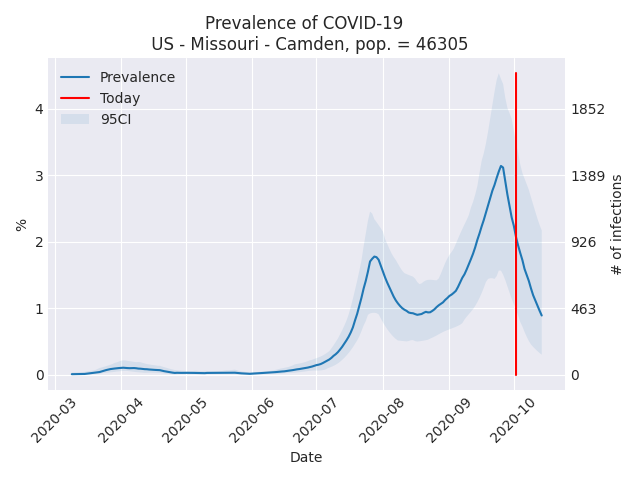 Prevalence of COVID-19
US - Missouri - Camden, pop. = 46305
Prevalence
Today
95CI
%
4
3
2
1
0
1852
1389
926
463
0
# of infections
2020-03
2020-04
2020-05
2020-06
2020-07
2020-08
2020-09
2020-10
Date